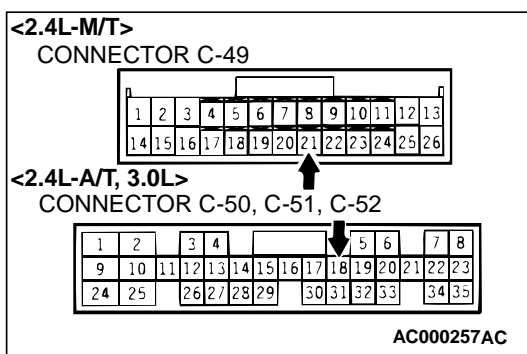 <2.4L-M/T>
CONNECTOR C-49
1 2 3 4 5 6 7 8 9 10 11 12 13
14 15 16 17 18 19 20 21 22 23 24 25 26
<2.4L-A/T, 3.0L>
CONNECTOR C-50, C-51, C-52
1 2 3 4 5 6 7 8
9 10 11 12 13 14 15 16 17 18 19 20 21 22 23
24 25 26 27 28 29 30 31 32 33 34 35
AC000257AC